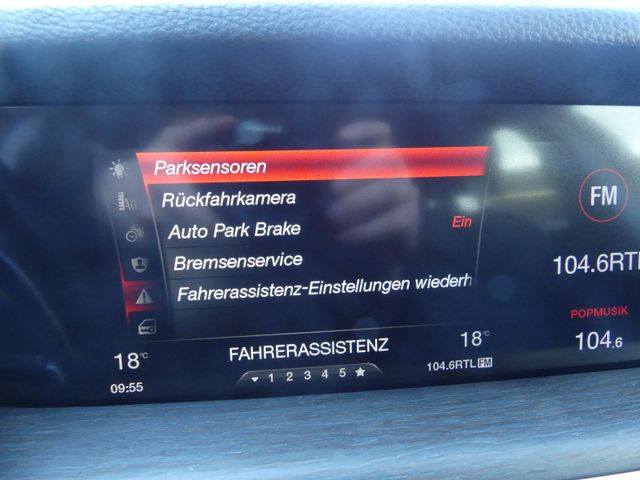 Parksensoren
Rückfahrkamera
Auto Park Brake Ein
Bremsenservice
Fahrerassistenz-Einstellungen wiederh
FM
104.6RTL
POPMUSIK
104.6
18°C
FAHRERASSISTENZ
18°C
09:55
1 2 3 4 5
104.6RTL FM